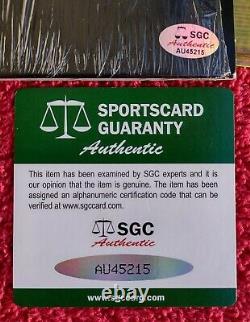 SGC
Authentic
AU45215
SPORTSCARD
GUARANTY
Authentic
This item has been examined by SGC experts and it is
our opinion that the item is genuine. The item has been
assigned an alphanumeric certification code that can be
verified at www.sgccard.com.
SGC
Authentic
AU45215